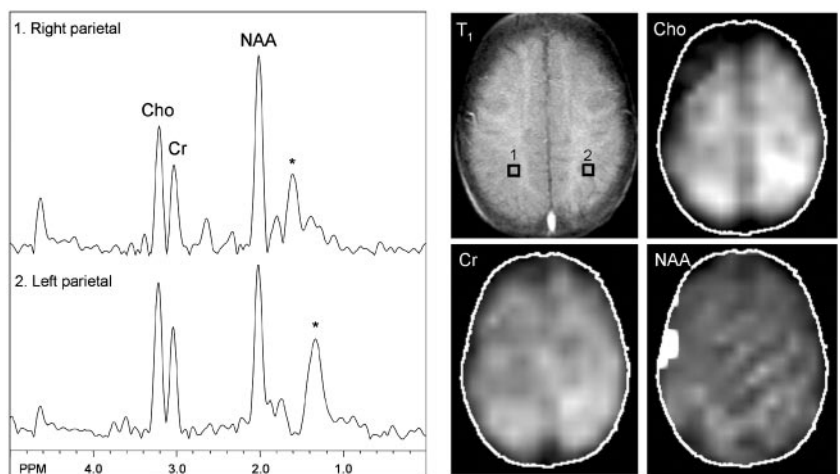 1. Right parietal
NAA
Cho
Cr
*
2. Left parietal
*
PPM 4.0 3.0 2.0 1.0
T1
1 2
Cho
Cr
NAA